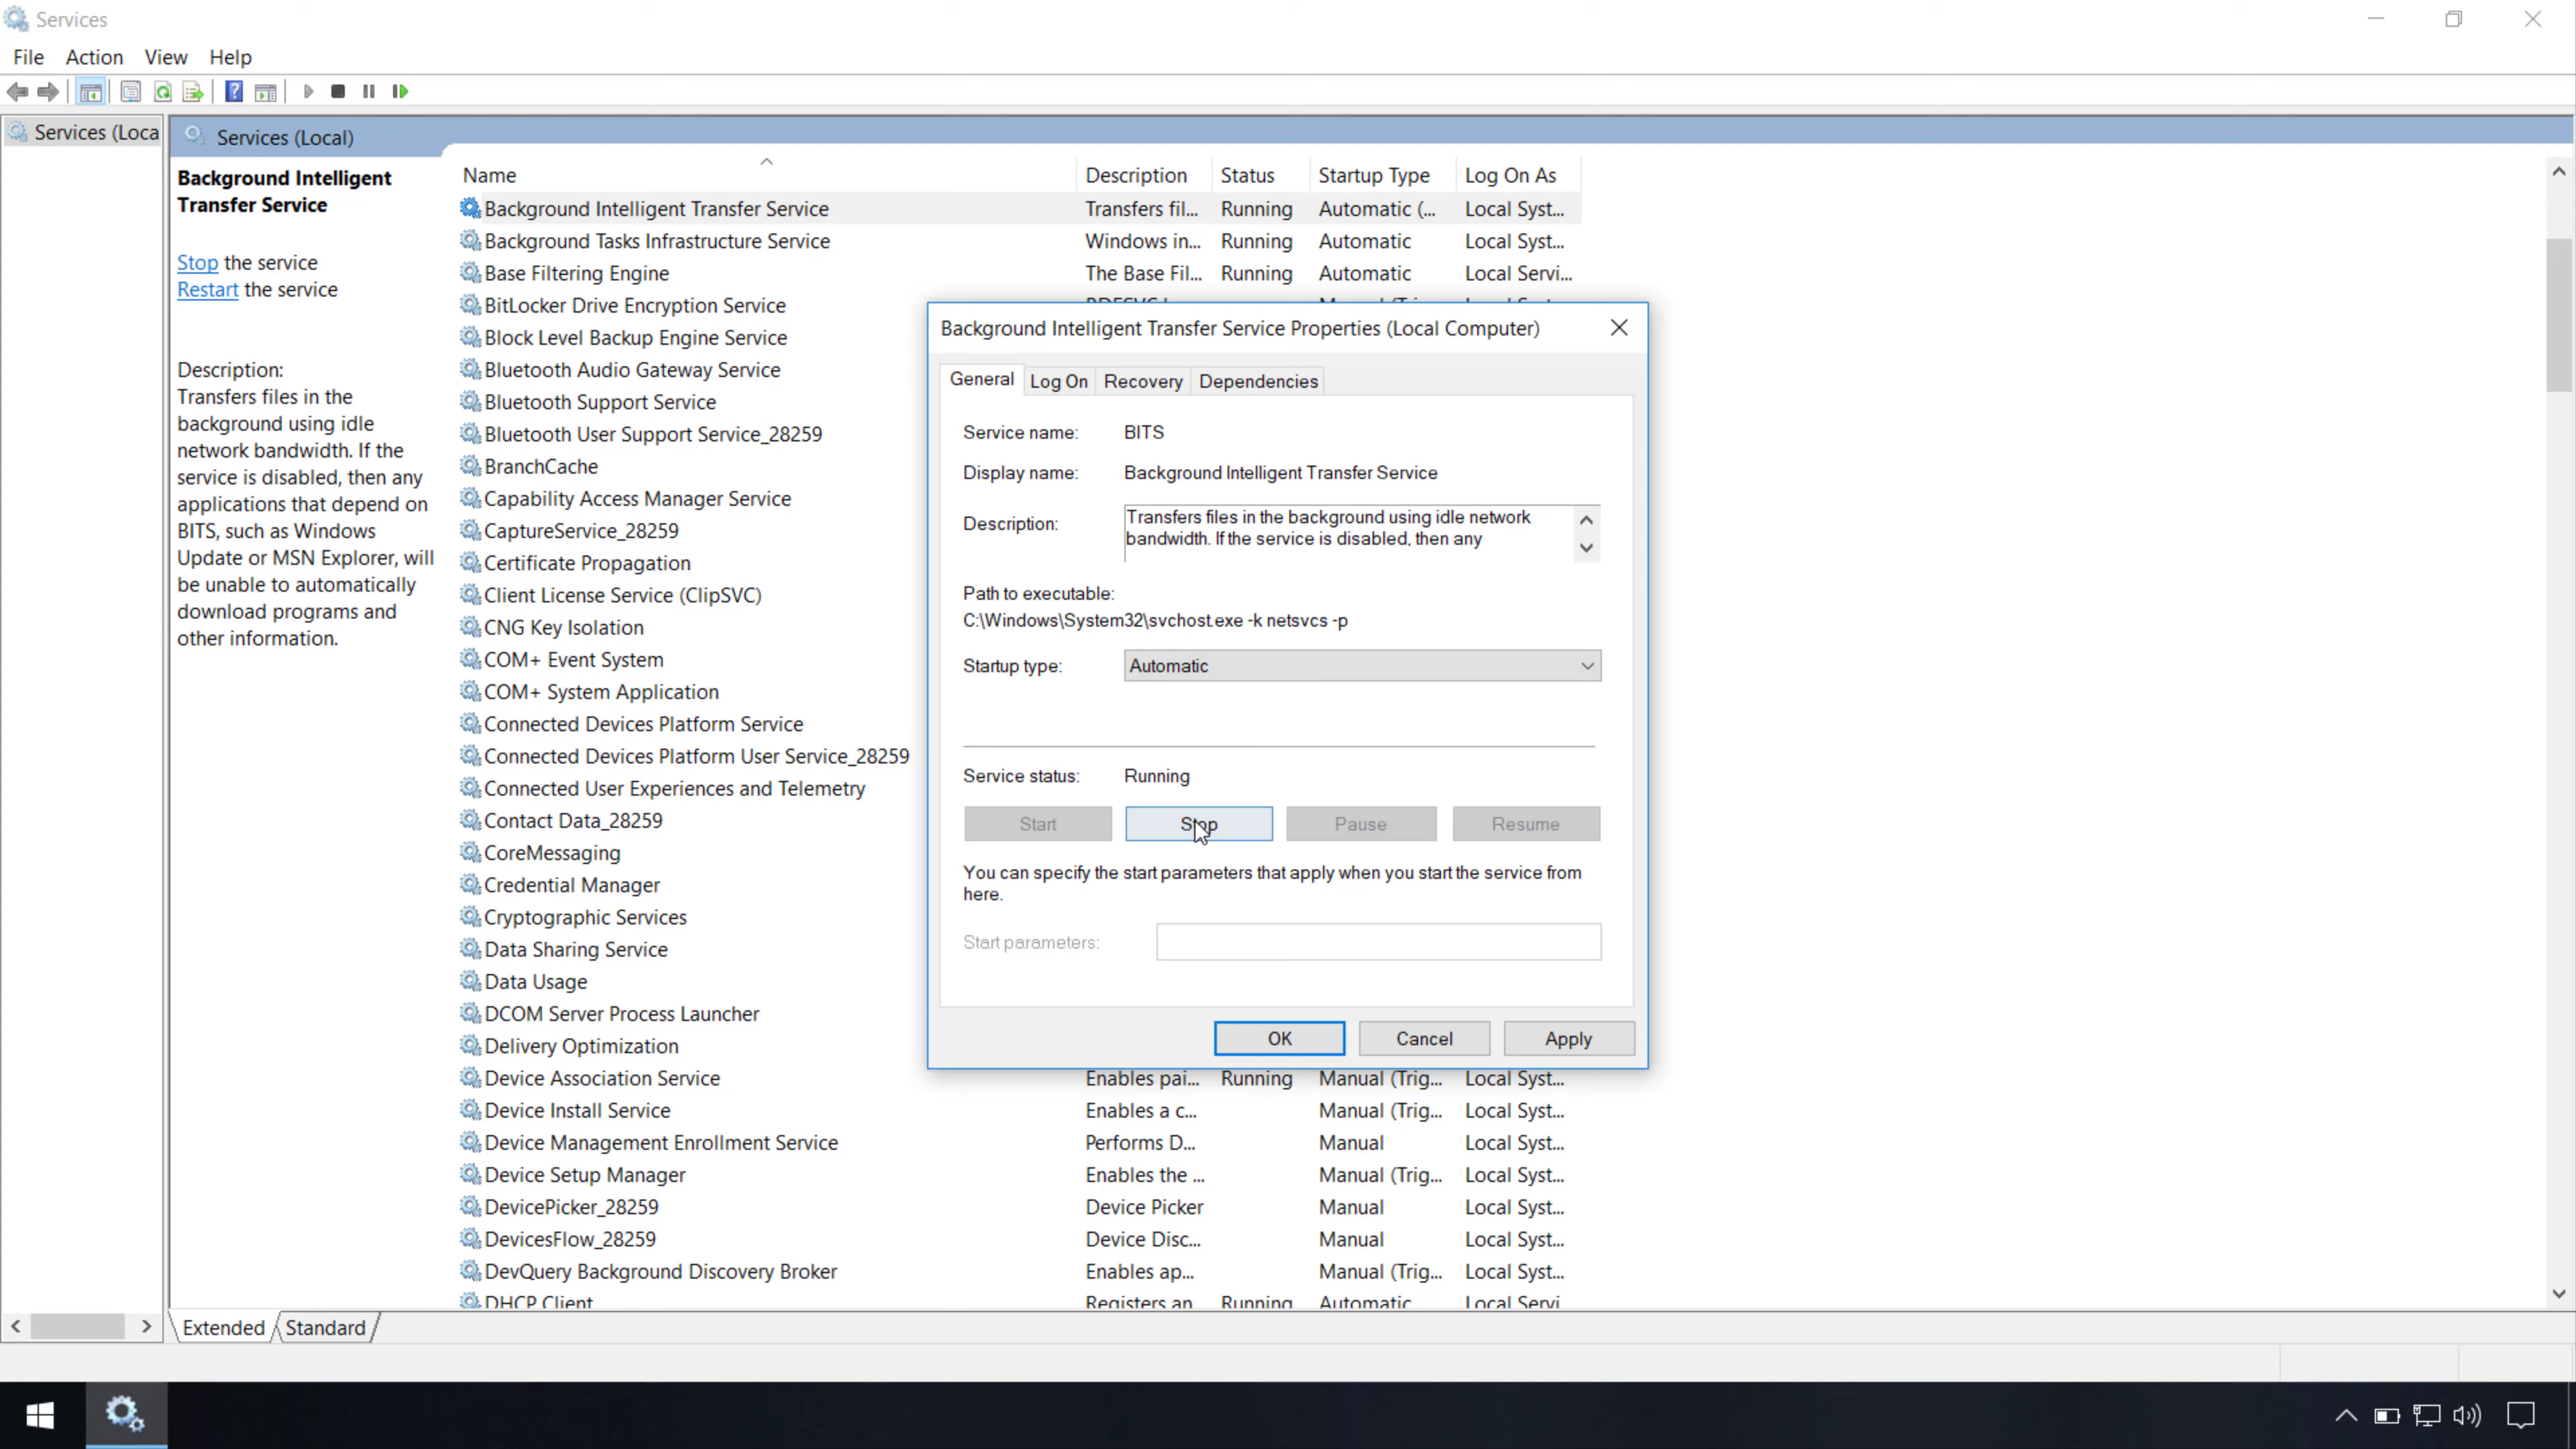 Services
File Action View Help
Services (Loca
Services (Local)
Background Intelligent
Transfer Service
Stop the service
Restart the service
Description:
Transfers files in the
background using idle
network bandwidth. If the
service is disabled, then any
applications that depend on
BITS, such as Windows
Update or MSN Explorer, will
be unable to automatically
download programs and
other information.
Name Description Status Startup Type Log On As
Background Intelligent Transfer Service Transfers fil... Running Automatic (... Local Syst...
Background Tasks Infrastructure Service Windows in... Running Automatic Local Syst...
Base Filtering Engine The Base Fil... Running Automatic Local Servi...
BitLocker Drive Encryption Service
Block Level Backup Engine Service
Bluetooth Audio Gateway Service
Bluetooth Support Service
Bluetooth User Support Service_28259
BranchCache
Capability Access Manager Service
CaptureService_28259
Certificate Propagation
Client License Service (ClipSVC)
CNG Key Isolation
COM+ Event System
COM+ System Application
Connected Devices Platform Service
Connected Devices Platform User Service_28259
Connected User Experiences and Telemetry
Contact Data_28259
CoreMessaging
Credential Manager
Cryptographic Services
Data Sharing Service
Data Usage
DCOM Server Process Launcher
Delivery Optimization
Device Association Service Enables pai... Running Manual (Trig... Local Syst...
Device Install Service Enables a c... Manual (Trig... Local Syst...
Device Management Enrollment Service Performs D... Manual Local Syst...
Device Setup Manager Enables the ... Manual (Trig... Local Syst...
DevicePicker_28259 Device Picker Manual Local Syst...
DevicesFlow_28259 Device Disc... Manual Local Syst...
DevQuery Background Discovery Broker Enables ap... Manual (Trig... Local Syst...
DHCP Client Registers an Running Automatic Local Servi
Extended Standard
Background Intelligent Transfer Service Properties (Local Computer)
General Log On Recovery Dependencies
Service name: BITS
Display name: Background Intelligent Transfer Service
Description: Transfers files in the background using idle network
bandwidth. If the service is disabled, then any
Path to executable:
C:\Windows\System32\svchost.exe -k netsvcs -p
Startup type: Automatic
Service status: Running
Start Stop Pause Resume
You can specify the start parameters that apply when you start the service from
here.
Start parameters:
OK Cancel Apply